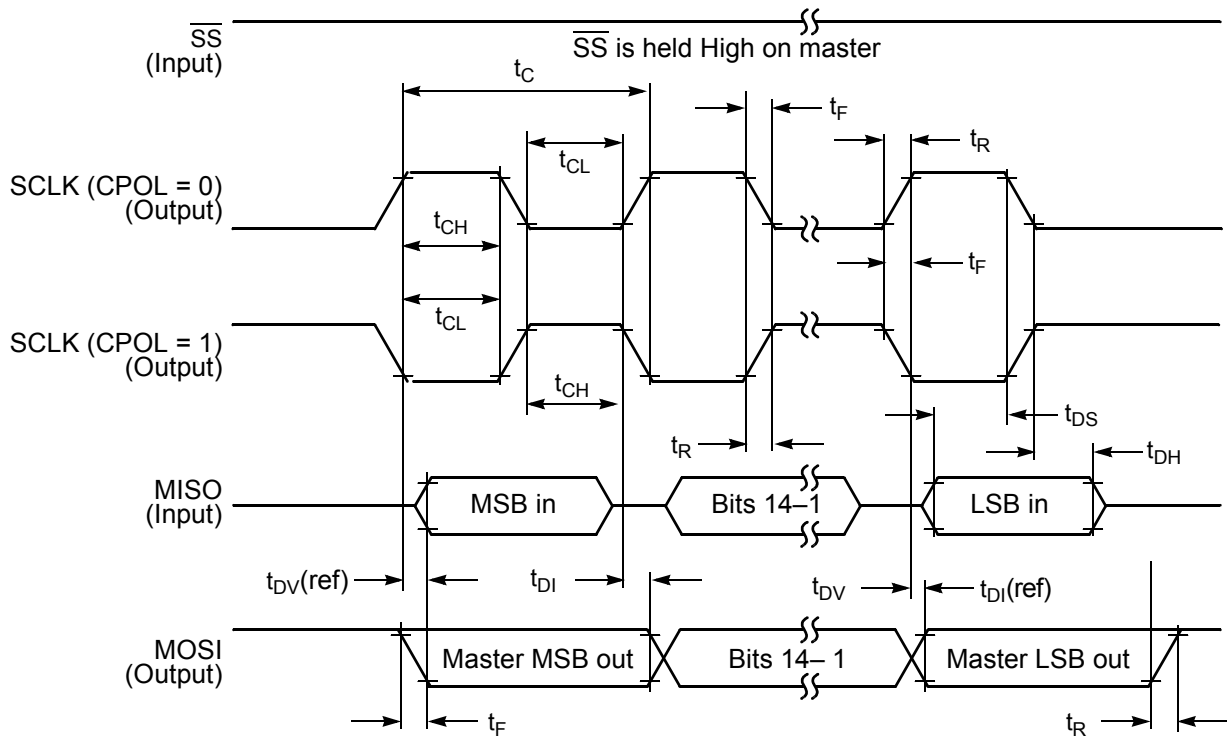 SS
(Input)
SS is held High on master
tC
tF
tR
tCL
SCLK (CPOL = 0)
(Output)
tCH
tF
tCL
SCLK (CPOL = 1)
(Output)
tCH
tDS
tR
tDH
MISO
(Input)
MSB in
Bits 14–1
LSB in
tDV(ref)
tDI
tDV
tDI(ref)
MOSI
(Output)
Master MSB out
Bits 14– 1
Master LSB out
tF
tR